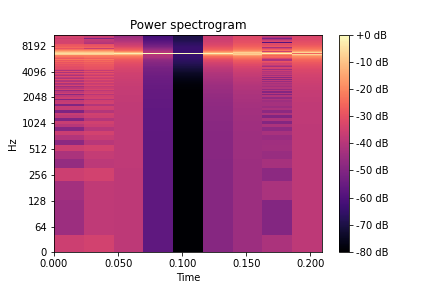 Power spectrogram
8192
4096
2048
1024
512
256
128
64
0
Hz
0.000 0.050 0.100 0.150 0.200
Time
+0 dB
-10 dB
-20 dB
-30 dB
-40 dB
-50 dB
-60 dB
-70 dB
-80 dB